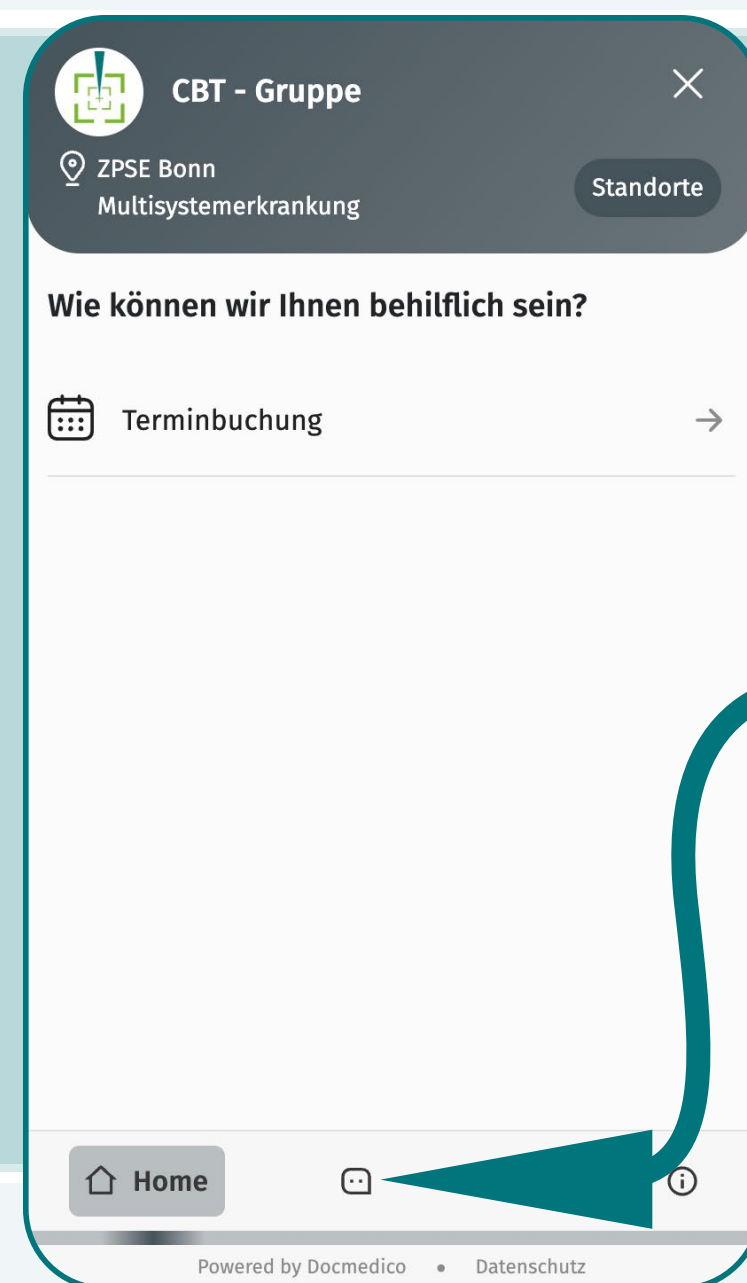 CBT - Gruppe
ZPSE Bonn
Multisystemerkrankung
Standorte
Wie können wir Ihnen behilflich sein?
Terminbuchung
Home
Powered by Docmedico • Datenschutz